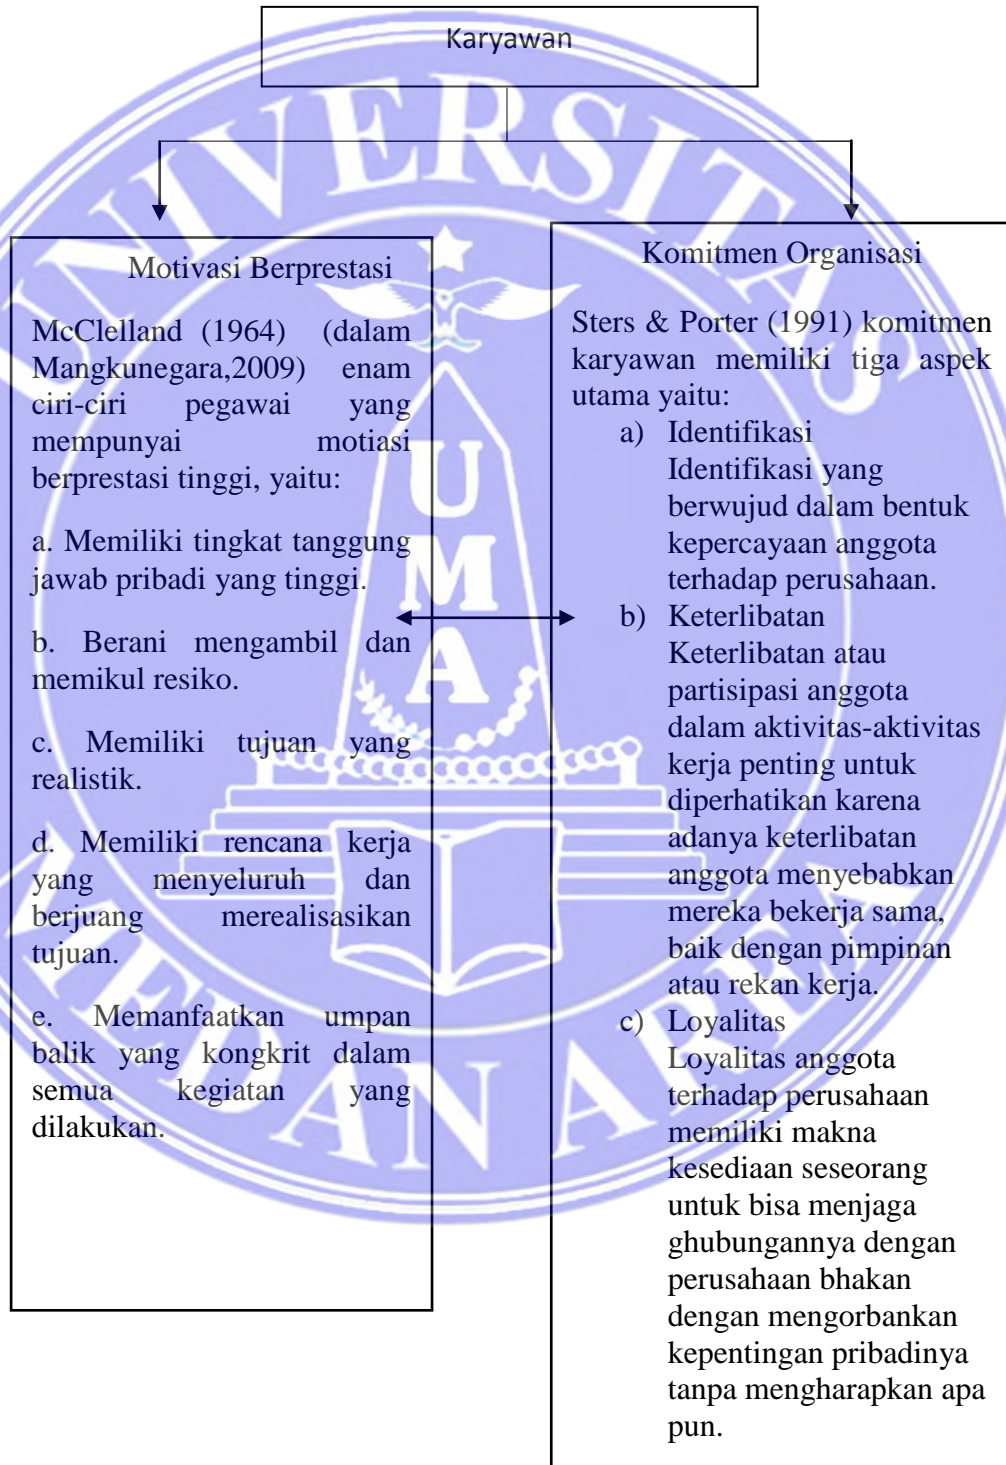 Karyawan
Motivasi Berprestasi
McClelland (1964) (dalam
Mangkunegara,2009) enam
ciri-ciri pegawai yang
mempunyai motiasi
berprestasi tinggi, yaitu:
a. Memiliki tingkat tanggung
jawab pribadi yang tinggi.
b. Berani mengambil dan
memikul resiko.
c. Memiliki tujuan yang
realistik.
d. Memiliki rencana kerja
yang menyeluruh dan
berjuang merealisasikan
tujuan.
e. Memanfaatkan umpan
balik yang kongkrit dalam
semua kegiatan yang
dilakukan.
Komitmen Organisasi
Sters & Porter (1991) komitmen
karyawan memiliki tiga aspek
utama yaitu:
a) Identifikasi
Identifikasi yang
berwujud dalam bentuk
kepercayaan anggota
terhadap perusahaan.
b) Keterlibatan
Keterlibatan atau
partisipasi anggota
dalam aktivitas-aktivitas
kerja penting untuk
diperhatikan karena
adanya keterlibatan
anggota menyebabkan
mereka bekerja sama,
baik dengan pimpinan
atau rekan kerja.
c) Loyalitas
Loyalitas anggota
terhadap perusahaan
memiliki makna
kesediaan seseorang
untuk bisa menjaga
ghubungannya dengan
perusahaan bhakan
dengan mengorbankan
kepentingan pribadinya
tanpa mengharapkan apa
pun.
UNIVERSITAS
MEDAN AREA
UMA